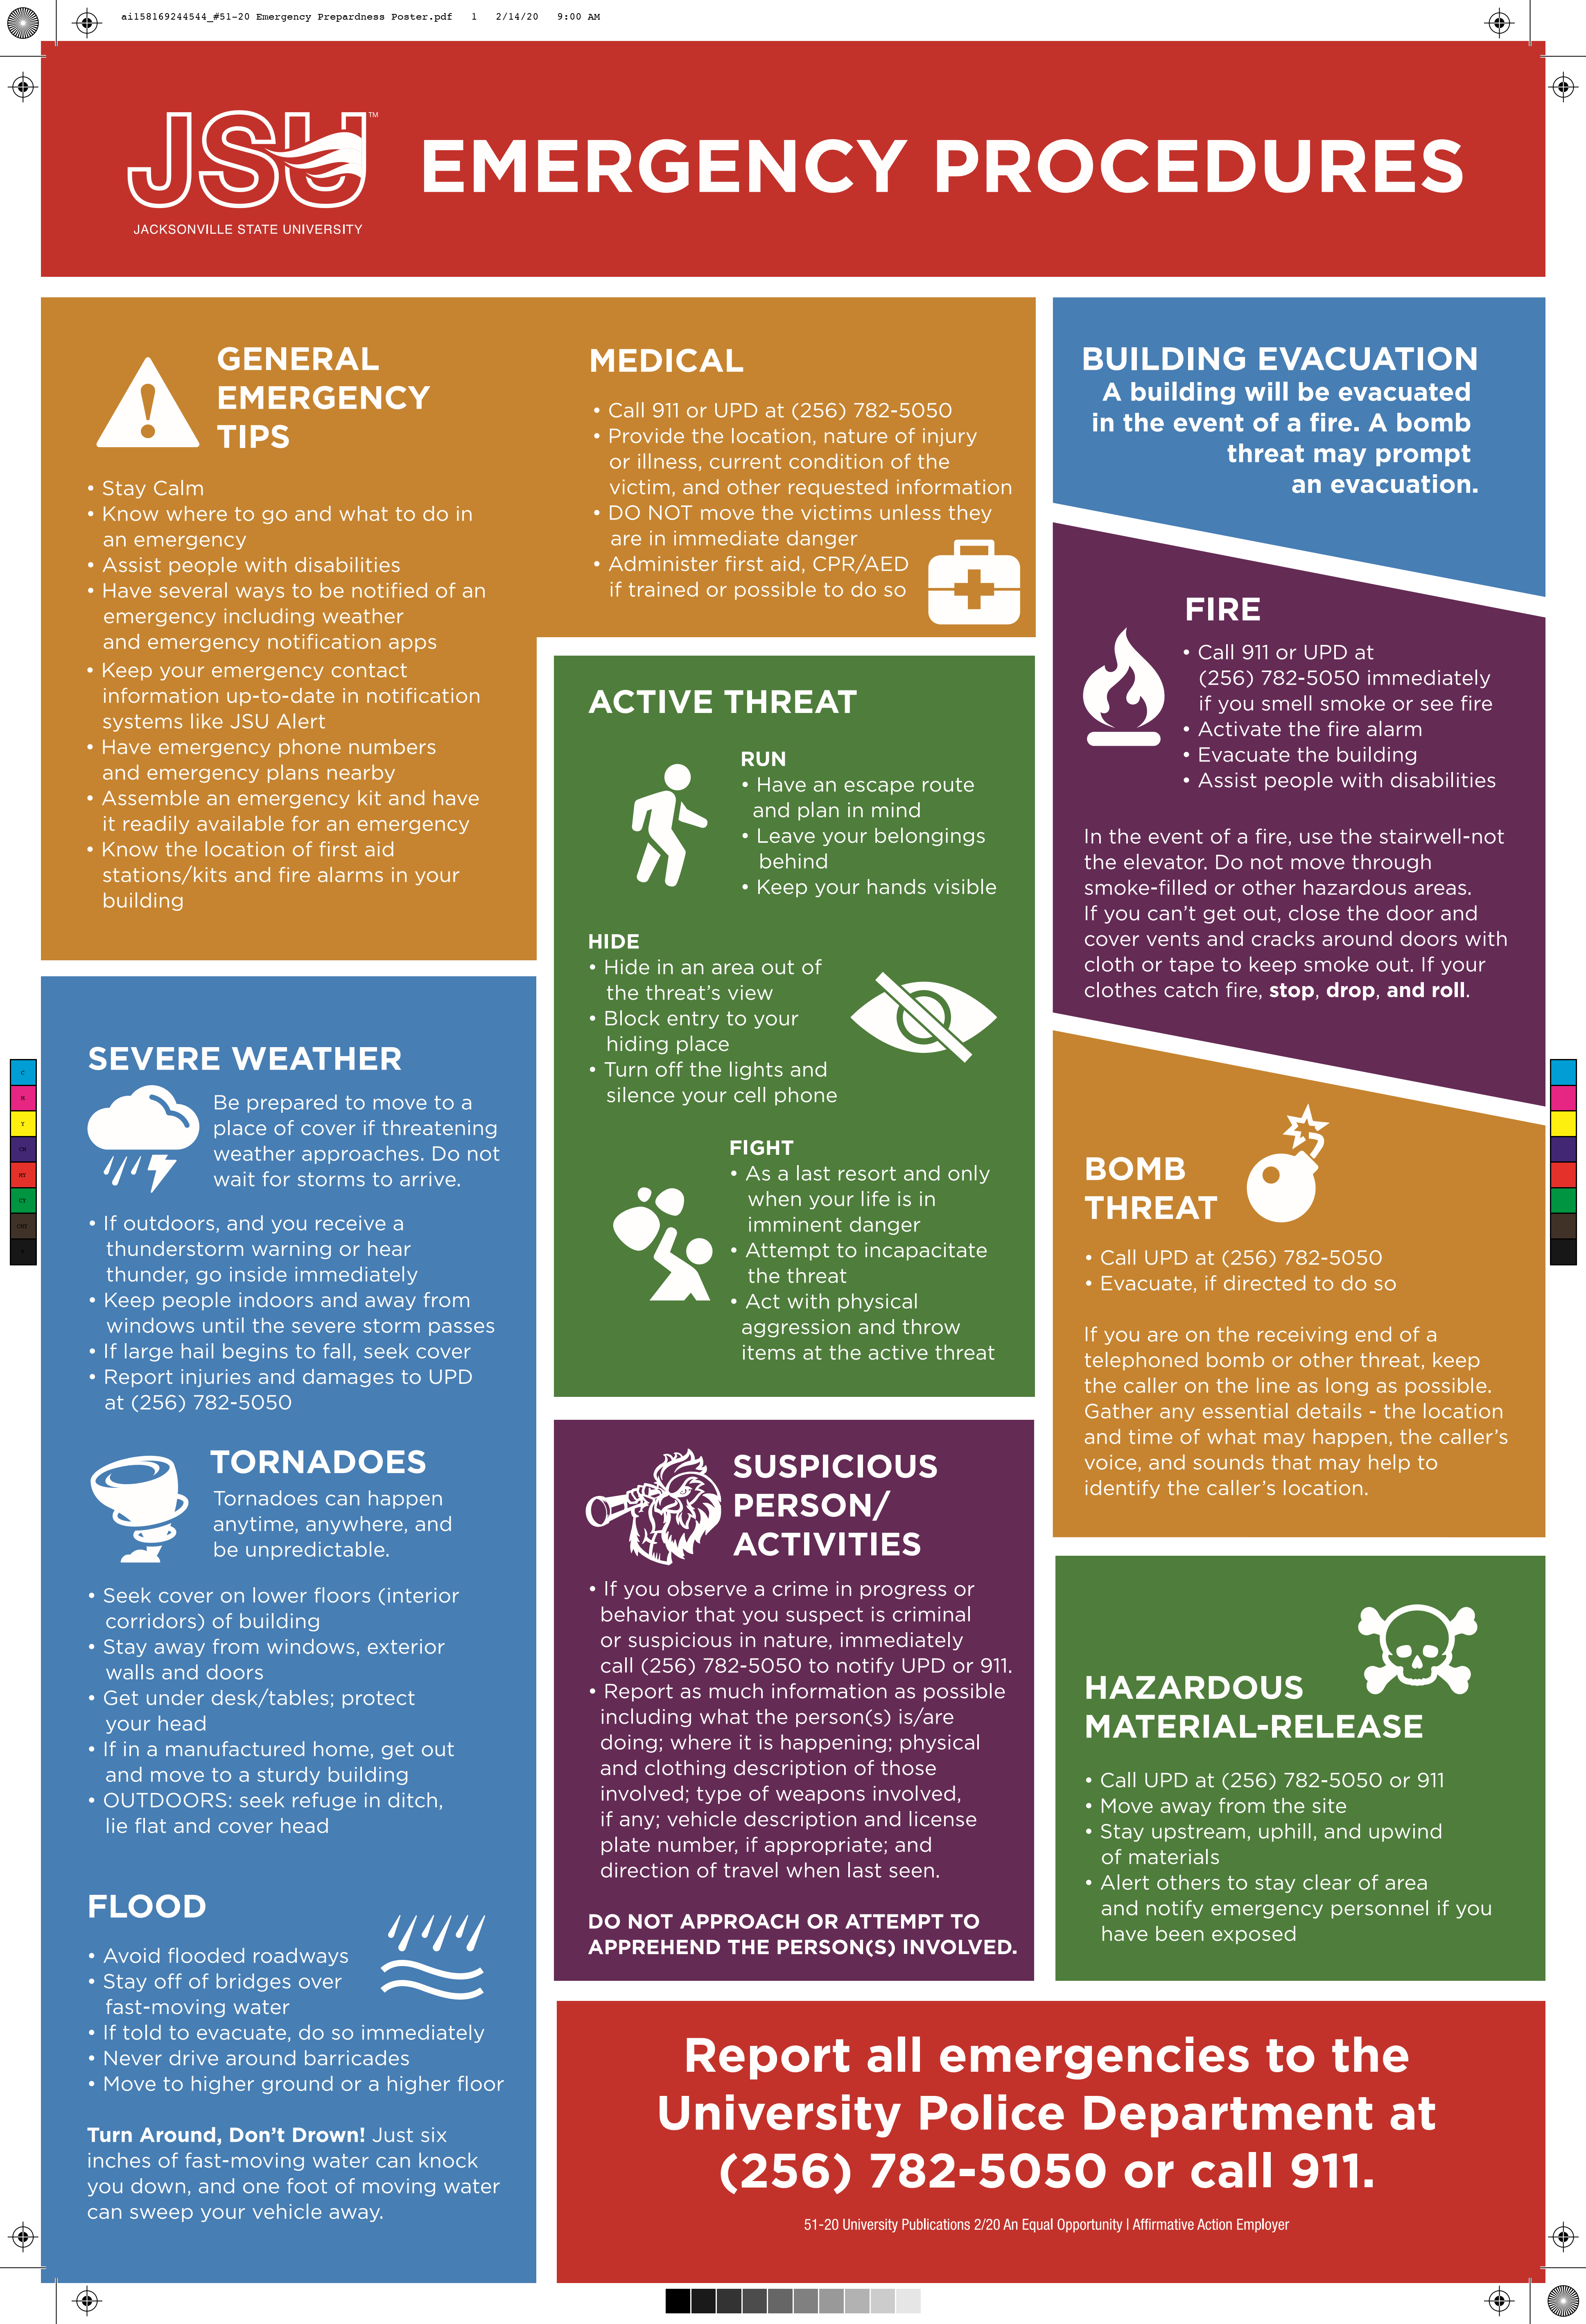 ai158169244544_#51-20 Emergency Prepardness Poster.pdf 1 2/14/20 9:00 AM
JSU
TM
JACKSONVILLE STATE UNIVERSITY
EMERGENCY PROCEDURES
GENERAL
EMERGENCY
TIPS
• Stay Calm
• Know where to go and what to do in
an emergency
• Assist people with disabilities
• Have several ways to be notified of an
emergency including weather
and emergency notification apps
• Keep your emergency contact
information up-to-date in notification
systems like JSU Alert
• Have emergency phone numbers
and emergency plans nearby
• Assemble an emergency kit and have
it readily available for an emergency
• Know the location of first aid
stations/kits and fire alarms in your
building
MEDICAL
• Call 911 or UPD at (256) 782-5050
• Provide the location, nature of injury
or illness, current condition of the
victim, and other requested information
• DO NOT move the victims unless they
are in immediate danger
• Administer first aid, CPR/AED
if trained or possible to do so
BUILDING EVACUATION
A building will be evacuated
in the event of a fire. A bomb
threat may prompt
an evacuation.
FIRE
• Call 911 or UPD at
(256) 782-5050 immediately
if you smell smoke or see fire
• Activate the fire alarm
• Evacuate the building
• Assist people with disabilities
In the event of a fire, use the stairwell-not
the elevator. Do not move through
smoke-filled or other hazardous areas.
If you can't get out, close the door and
cover vents and cracks around doors with
cloth or tape to keep smoke out. If your
clothes catch fire, stop, drop, and roll.
ACTIVE THREAT
RUN
• Have an escape route
and plan in mind
• Leave your belongings
behind
• Keep your hands visible
HIDE
• Hide in an area out of
the threat's view
• Block entry to your
hiding place
• Turn off the lights and
silence your cell phone
FIGHT
• As a last resort and only
when your life is in
imminent danger
• Attempt to incapacitate
the threat
• Act with physical
aggression and throw
items at the active threat
SEVERE WEATHER
Be prepared to move to a
place of cover if threatening
weather approaches. Do not
wait for storms to arrive.
• If outdoors, and you receive a
thunderstorm warning or hear
thunder, go inside immediately
• Keep people indoors and away from
windows until the severe storm passes
• If large hail begins to fall, seek cover
• Report injuries and damages to UPD
at (256) 782-5050
TORNADOES
Tornadoes can happen
anytime, anywhere, and
be unpredictable.
• Seek cover on lower floors (interior
corridors) of building
• Stay away from windows, exterior
walls and doors
• Get under desk/tables; protect
your head
• If in a manufactured home, get out
and move to a sturdy building
• OUTDOORS: seek refuge in ditch,
lie flat and cover head
FLOOD
• Avoid flooded roadways
• Stay off of bridges over
fast-moving water
• If told to evacuate, do so immediately
• Never drive around barricades
• Move to higher ground or a higher floor
Turn Around, Don't Drown! Just six
inches of fast-moving water can knock
you down, and one foot of moving water
can sweep your vehicle away.
SUSPICIOUS
PERSON/
ACTIVITIES
• If you observe a crime in progress or
behavior that you suspect is criminal
or suspicious in nature, immediately
call (256) 782-5050 to notify UPD or 911.
• Report as much information as possible
including what the person(s) is/are
doing; where it is happening; physical
and clothing description of those
involved; type of weapons involved,
if any; vehicle description and license
plate number, if appropriate; and
direction of travel when last seen.
DO NOT APPROACH OR ATTEMPT TO
APPREHEND THE PERSON(S) INVOLVED.
BOMB
THREAT
• Call UPD at (256) 782-5050
• Evacuate, if directed to do so
If you are on the receiving end of a
telephoned bomb or other threat, keep
the caller on the line as long as possible.
Gather any essential details - the location
and time of what may happen, the caller's
voice, and sounds that may help to
identify the caller's location.
HAZARDOUS
MATERIAL-RELEASE
• Call UPD at (256) 782-5050 or 911
• Move away from the site
• Stay upstream, uphill, and upwind
of materials
• Alert others to stay clear of area
and notify emergency personnel if you
have been exposed
Report all emergencies to the
University Police Department at
(256) 782-5050 or call 911.
51-20 University Publications 2/20 An Equal Opportunity | Affirmative Action Employer
C
M
Y
CM
MY
CY
CMY
K